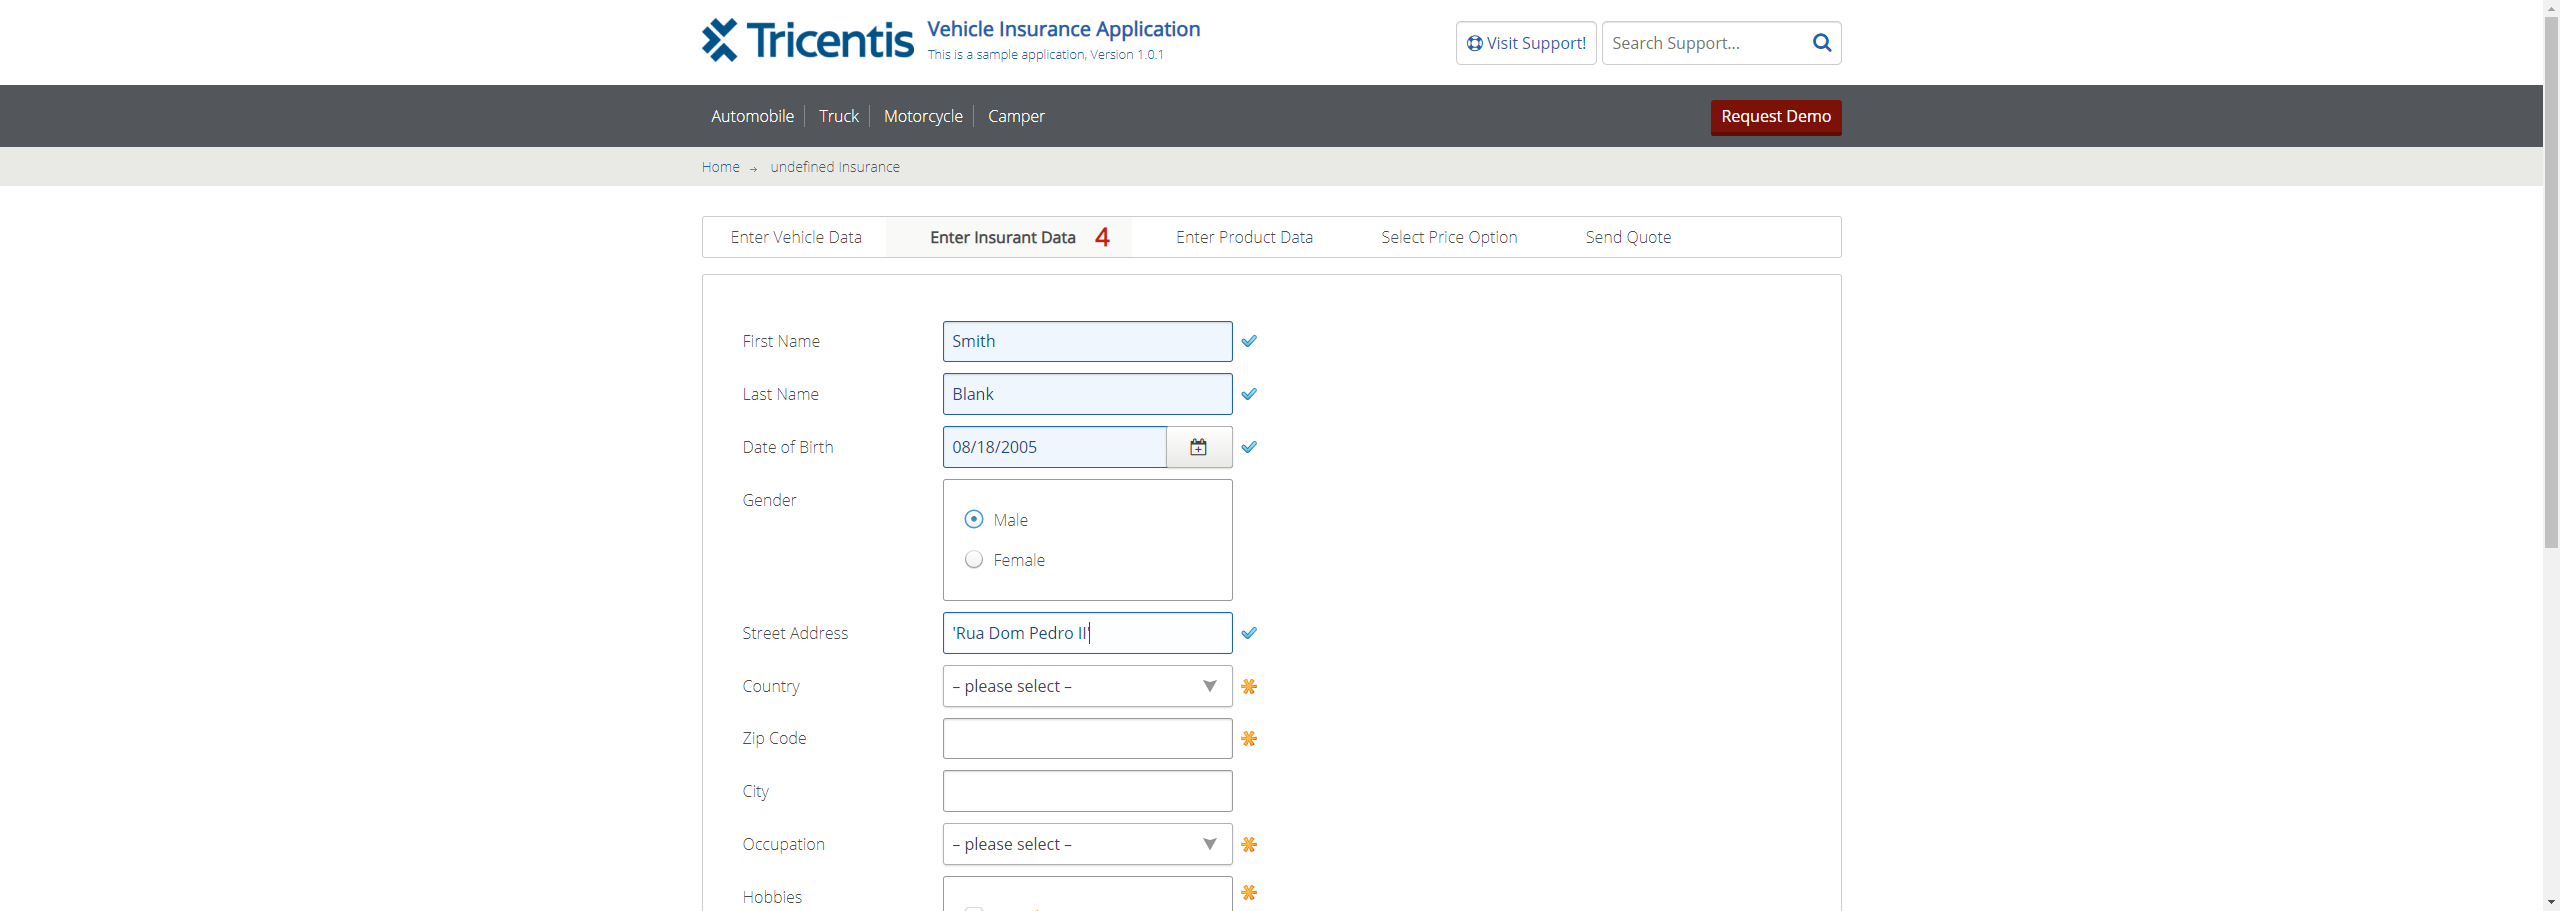 Tricentis
Vehicle Insurance Application
This is a sample application, Version 1.0.1
Visit Support!
Search Support...
Automobile
Truck
Motorcycle
Camper
Request Demo
Home → undefined Insurance
Enter Vehicle Data
Enter Insurant Data 4
Enter Product Data
Select Price Option
Send Quote
First Name
Smith
Last Name
Blank
Date of Birth
08/18/2005
Gender
Male
Female
Street Address
'Rua Dom Pedro II'
Country
– please select –
Zip Code
City
Occupation
– please select –
Hobbies